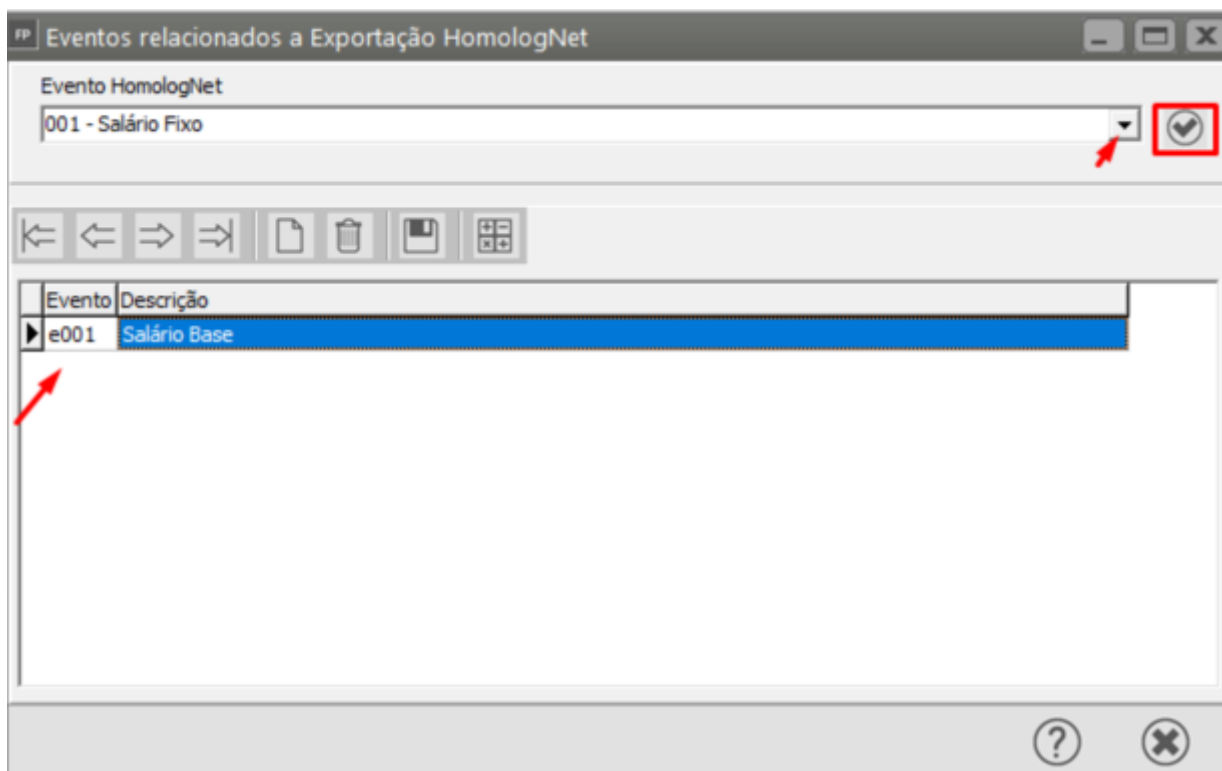 FP Eventos relacionados a Exportação HomologNet
Evento HomologNet
001 - Salário Fixo
Evento Descrição
e001 Salário Base